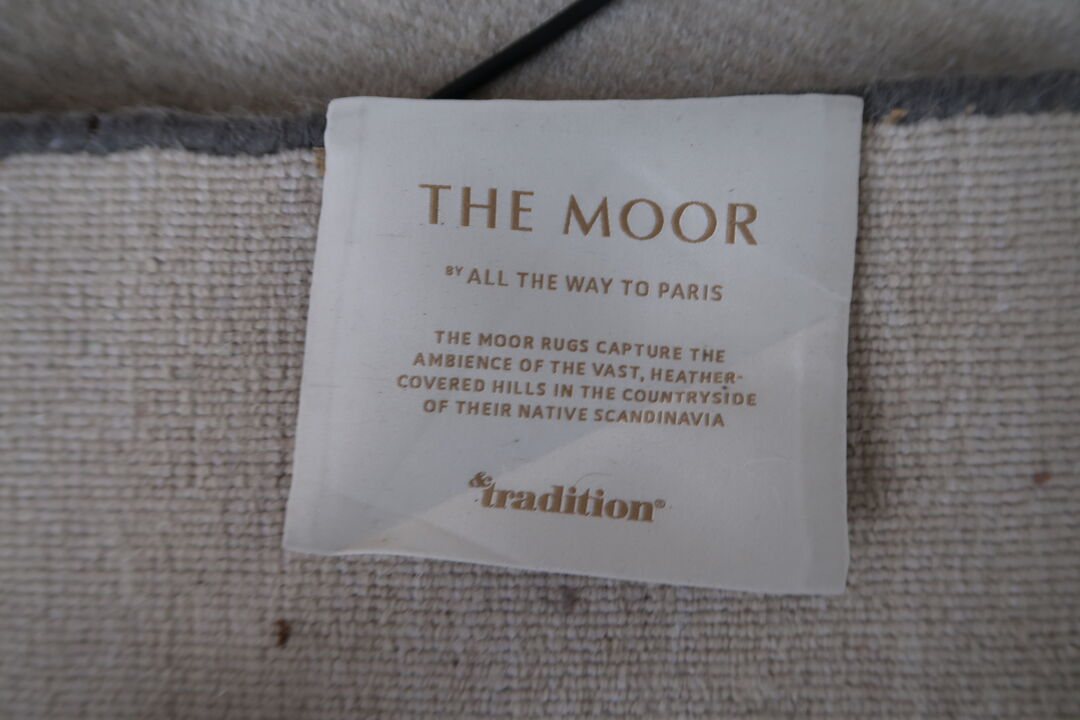 THE MOOR
BY ALL THE WAY TO PARIS
THE MOOR RUGS CAPTURE THE
AMBIENCE OF THE VAST, HEATHER-
COVERED HILLS IN THE COUNTRYSIDE
OF THEIR NATIVE SCANDINAVIA
&tradition®